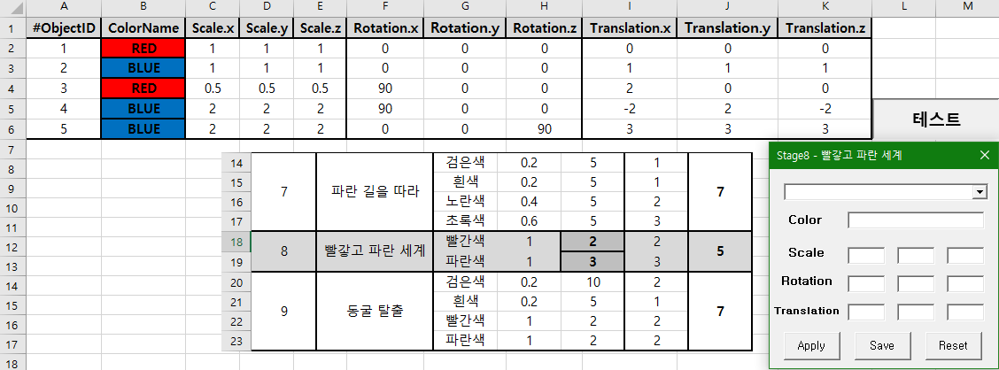 A B C D E F G H I J K L M
1 #ObjectID ColorName Scale.x Scale.y Scale.z Rotation.x Rotation.y Rotation.z Translation.x Translation.y Translation.z
2 1 RED 1 1 1 0 0 0 0 0 0
3 2 BLUE 1 1 1 0 0 0 1 1 1
4 3 RED 0.5 0.5 0.5 90 0 0 2 0 0
5 4 BLUE 2 2 2 90 0 0 -2 2 -2
6 5 BLUE 2 2 2 0 0 90 3 3 3
테스트
7
8
9
10
11
12
13
14
15
16
17
18
14 검은색 0.2 5 1
15 흰색 0.2 5 1
7 파란 길을 따라 7
16 노란색 0.4 5 2
17 초록색 0.6 5 3
18 빨간색 1 2 2
8 빨갛고 파란 세계 5
19 파란색 1 3 3
20 검은색 0.2 10 2
21 흰색 0.2 5 1
9 동굴 탈출 7
22 빨간색 1 2 2
23 파란색 1 2 2
Stage8 - 빨갛고 파란 세계
Color
Scale
Rotation
Translation
Apply Save Reset